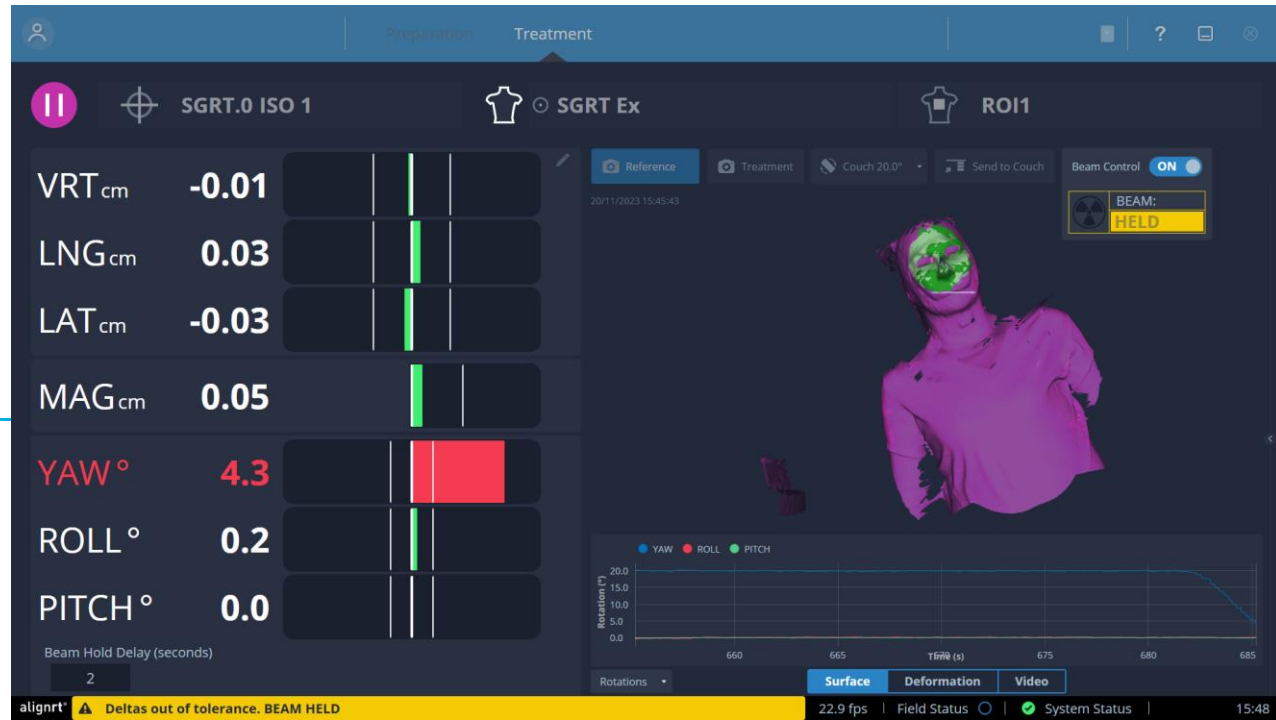 Preparation
Treatment
?
SGRT.0 ISO 1
SGRT Ex
ROI1
VRT cm -0.01
LNG cm 0.03
LAT cm -0.03
MAG cm 0.05
YAW ° 4.3
ROLL ° 0.2
PITCH ° 0.0
Beam Hold Delay (seconds)
2
Reference
Treatment
Couch 20.0°
Send to Couch
Beam Control ON
20/11/2023 15:45:43
BEAM:
HELD
YAW ROLL PITCH
Rotation (°)
20.0
15.0
10.0
5.0
0.0
660 665 670 675 680 685
Time (s)
Rotations
Surface Deformation Video
alignrt® Deltas out of tolerance. BEAM HELD
22.9 fps Field Status System Status 15:48